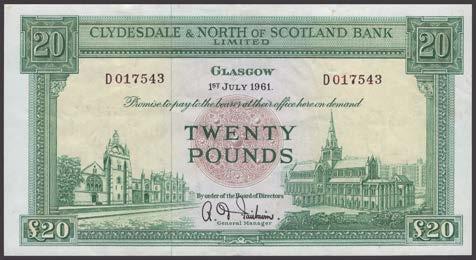 20 CLYDESDALE & NORTH OF SCOTLAND BANK 20
LIMITED
GLASGOW
D017543 D017543
1ST JULY 1961.
Promise to pay to the bearer at their office here on demand
TWENTY
POUNDS
By order of the Board of Directors
General Manager
£20 £20